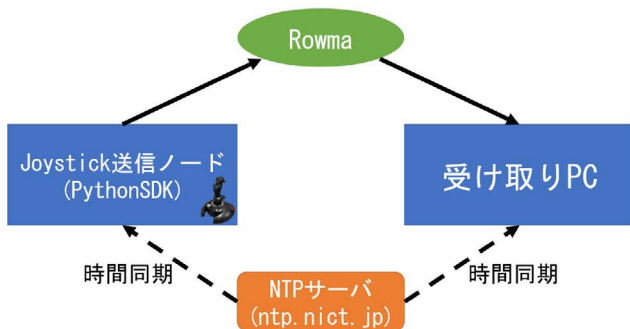 Rowma
Joystick送信ノード
(PythonSDK)
受け取りPC
時間同期
時間同期
NTPサーバ
(ntp.nict.jp)